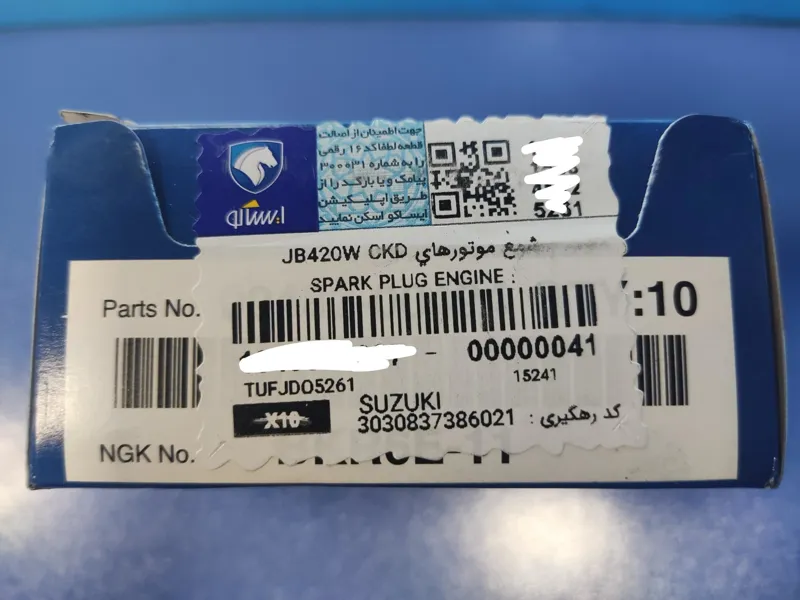 جهت اطمینان از اصالت
قطعه لطفا کد ۱۶ رقمی
را به شماره ۳۰۰۰۳۱
پیامک و یا بارکد را از
طریق اپلیکیشن
ایساکو اسکن نمایید
ایساکو
5231
شمع موتورهاي JB420W CKD
SPARK PLUG ENGINE :
Parts No.
Y:10
- 00000041
15241
TUFJDO5261
X10
SUZUKI
کد رهگیری : 3030837386021
NGK No.